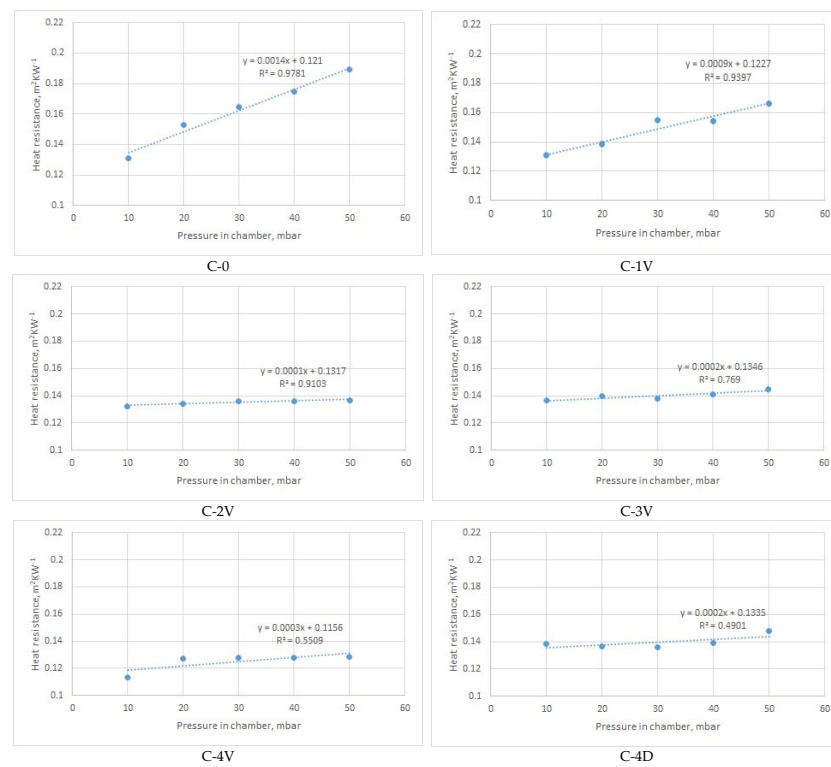 0.22
0.2
0.18
0.16
0.14
0.12
0.1
Heat resistance, m²KW⁻¹
y = 0.0014x + 0.121
R² = 0.9781
0 10 20 30 40 50 60
Pressure in chamber, mbar
C-0
0.22
0.2
0.18
0.16
0.14
0.12
0.1
Heat resistance, m²KW⁻¹
y = 0.0009x + 0.1227
R² = 0.9397
0 10 20 30 40 50 60
Pressure in chamber, mbar
C-1V
0.22
0.2
0.18
0.16
0.14
0.12
0.1
Heat resistance, m²KW⁻¹
y = 0.0001x + 0.1317
R² = 0.9103
0 10 20 30 40 50 60
Pressure in chamber, mbar
C-2V
0.22
0.2
0.18
0.16
0.14
0.12
0.1
Heat resistance, m²KW⁻¹
y = 0.0002x + 0.1346
R² = 0.769
0 10 20 30 40 50 60
Pressure in chamber, mbar
C-3V
0.22
0.2
0.18
0.16
0.14
0.12
0.1
Heat resistance, m²KW⁻¹
y = 0.0003x + 0.1156
R² = 0.5509
0 10 20 30 40 50 60
Pressure in chamber, mbar
C-4V
0.22
0.2
0.18
0.16
0.14
0.12
0.1
Heat resistance, m²KW⁻¹
y = 0.0002x + 0.1335
R² = 0.4901
0 10 20 30 40 50 60
Pressure in chamber, mbar
C-4D